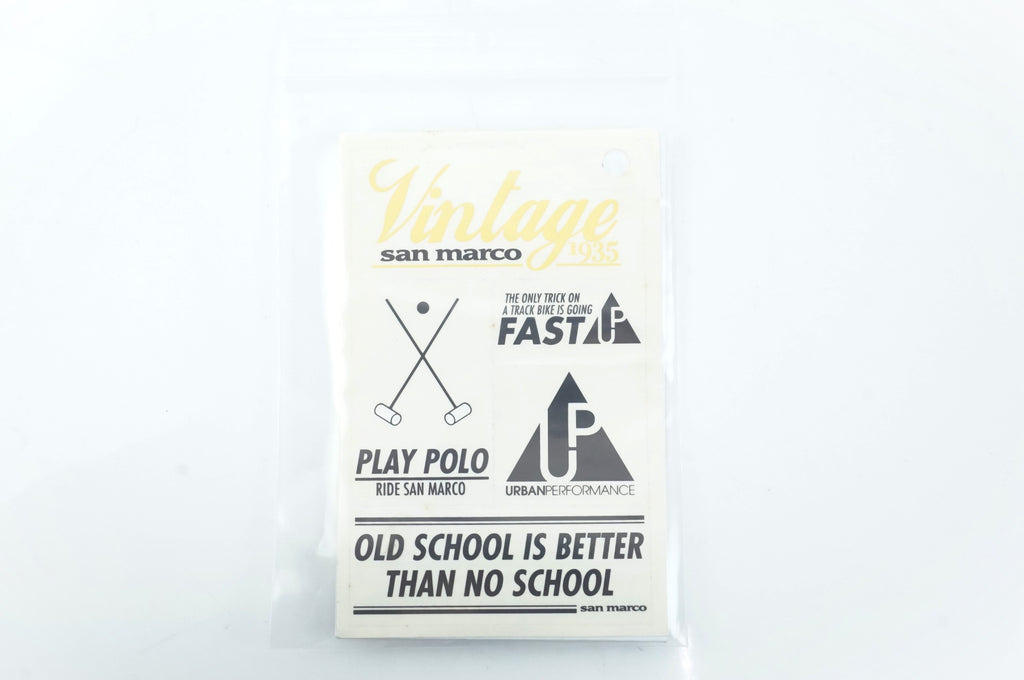 Vintage
san marco 1935
THE ONLY TRICK ON
A TRACK BIKE IS GOING
FAST UP
PLAY POLO
RIDE SAN MARCO
UP
URBANPERFORMANCE
OLD SCHOOL IS BETTER
THAN NO SCHOOL
san marco